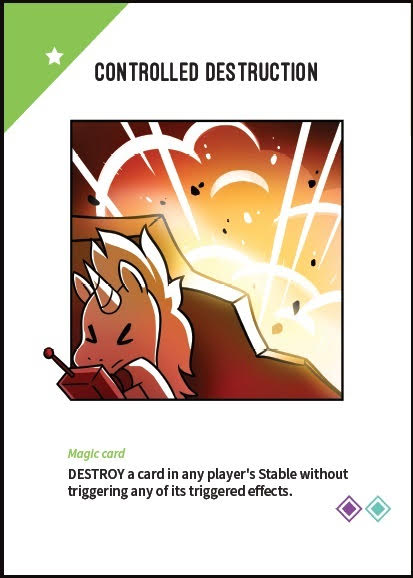 CONTROLLED DESTRUCTION
Magic card
DESTROY a card in any player's Stable without
triggering any of its triggered effects.